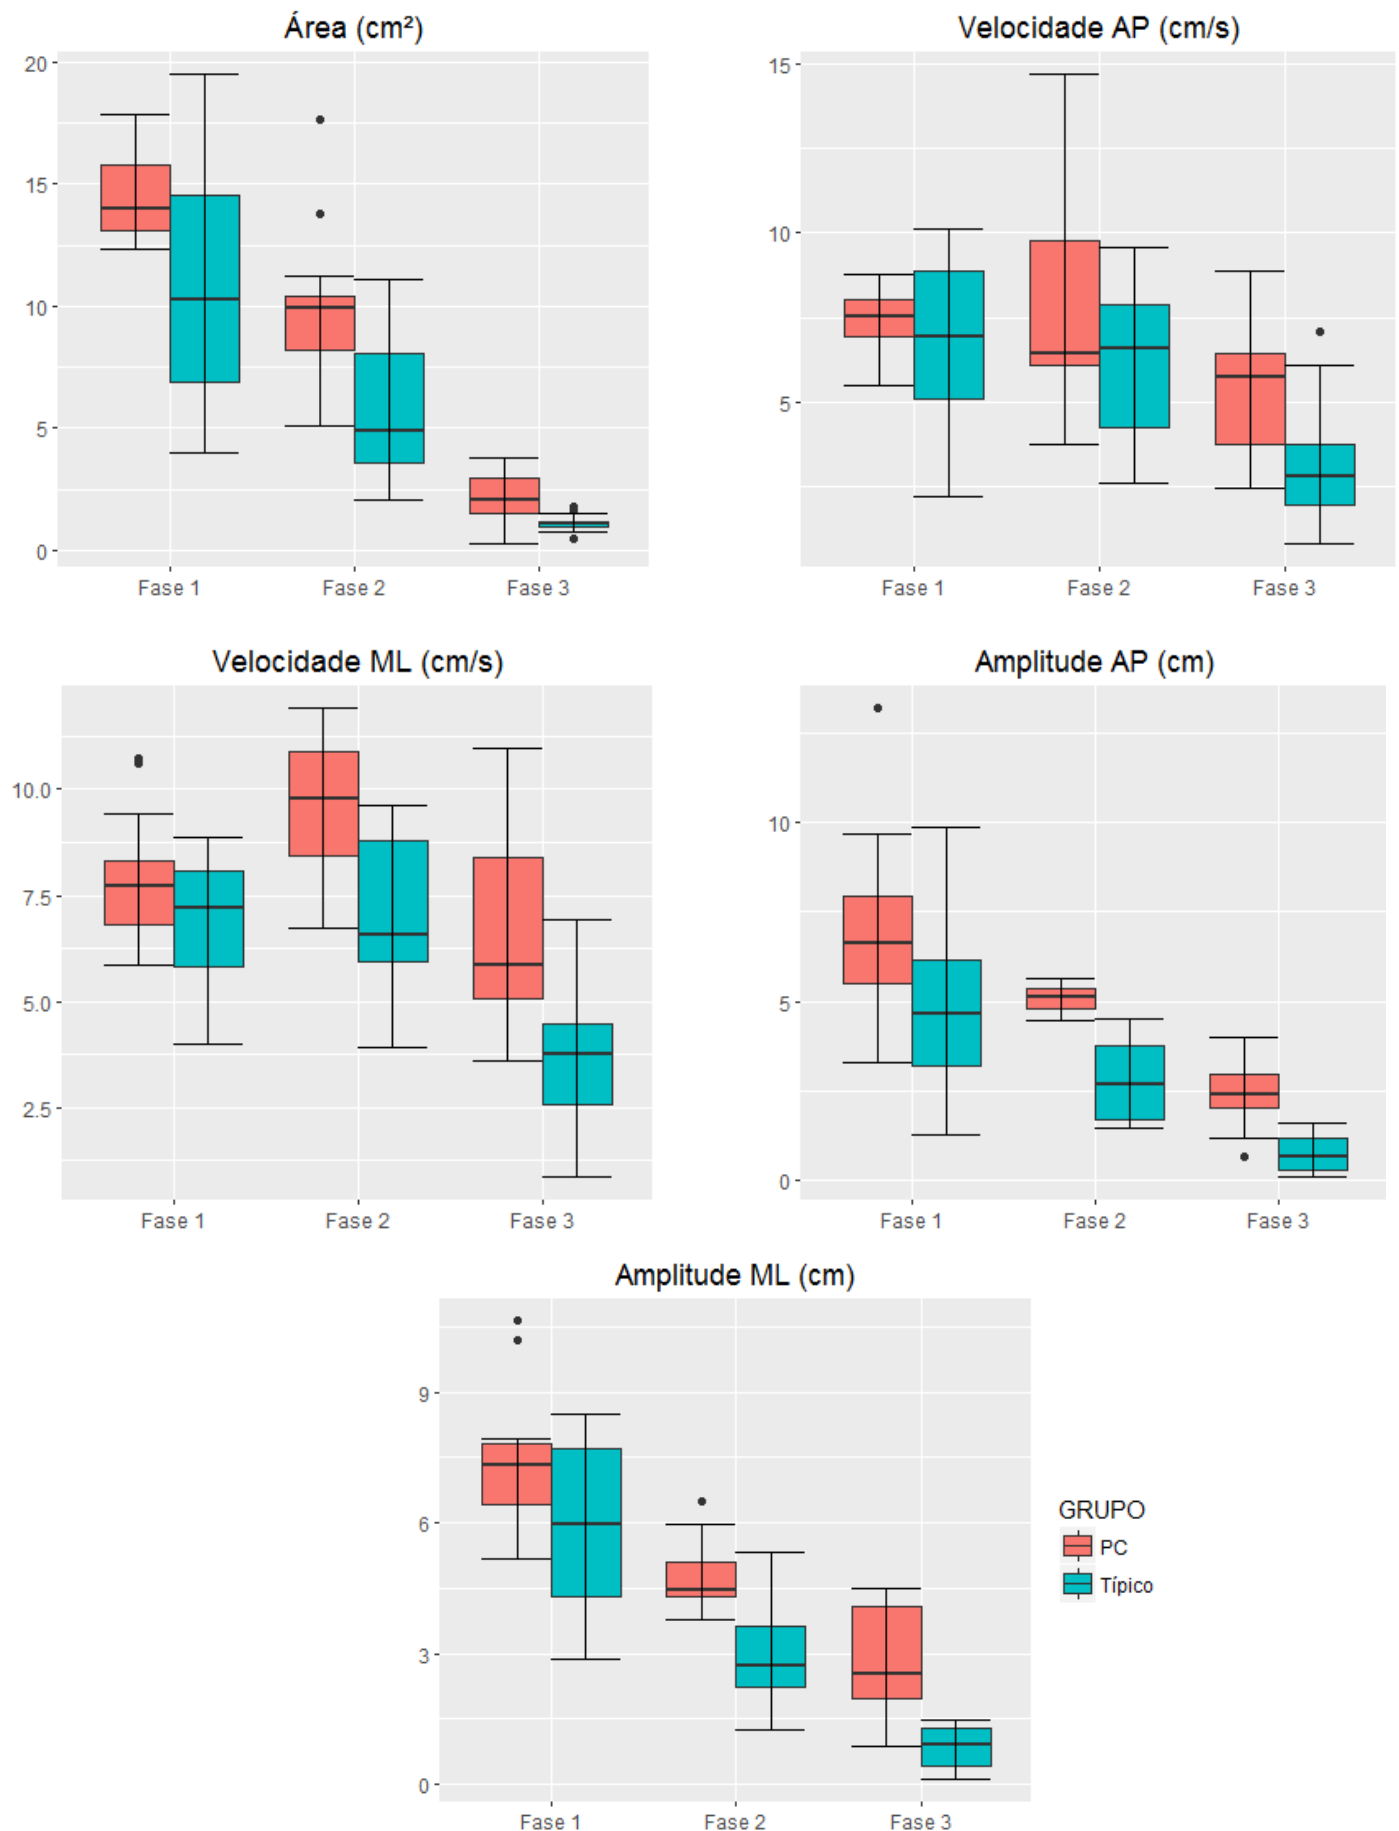 Área (cm²)
20
15
10
5
0
Fase 1 Fase 2 Fase 3
Velocidade AP (cm/s)
15
10
5
Fase 1 Fase 2 Fase 3
Velocidade ML (cm/s)
10.0
7.5
5.0
2.5
Fase 1 Fase 2 Fase 3
Amplitude AP (cm)
10
5
0
Fase 1 Fase 2 Fase 3
Amplitude ML (cm)
9
6
3
0
Fase 1 Fase 2 Fase 3
GRUPO
PC
Típico